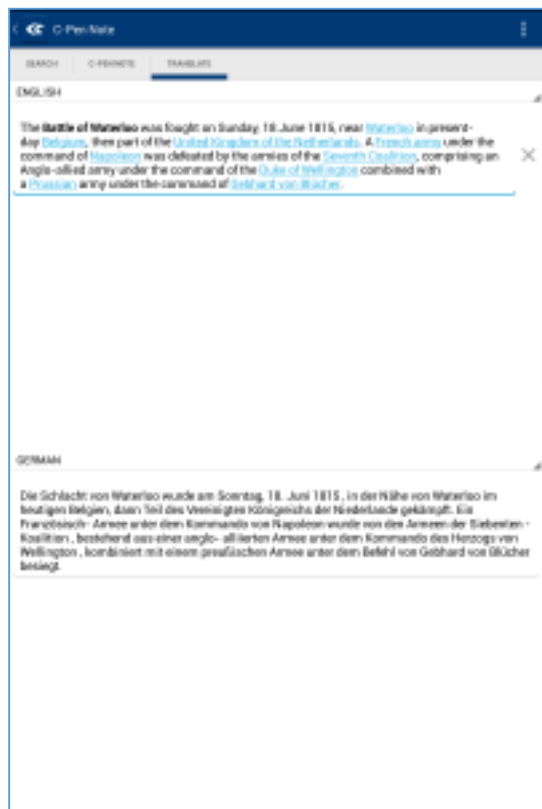 C-Pen Note
SEARCH C-PEN NOTE TRANSLATE
ENGLISH
The Battle of Waterloo was fought on Sunday, 18 June 1815, near Waterloo in present-
day Belgium, then part of the United Kingdom of the Netherlands. A French army under the
command of Napoleon was defeated by the armies of the Seventh Coalition, comprising an
Anglo-allied army under the command of the Duke of Wellington combined with
a Prussian army under the command of Gebhard von Blücher.
GERMAN
Die Schlacht von Waterloo wurde am Sonntag, 18. Juni 1815 , in der Nähe von Waterloo im
heutigen Belgien, dann Teil des Vereinigten Königreichs der Niederlande gekämpft. Ein
Französisch- Armee unter dem Kommando von Napoleon wurde von den Armeen der Siebenten -
Koalition , bestehend aus einer anglo- alliierten Armee unter dem Kommando des Herzogs von
Wellington , kombiniert mit einem preußischen Armee unter dem Befehl von Gebhard von Blücher
besiegt.